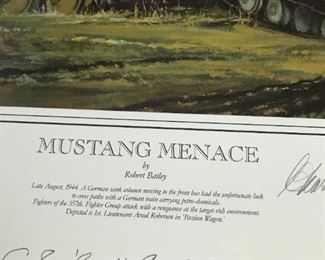 MUSTANG MENACE
by
Robert Bailey
Late August, 1944. A German tank column moving to the front has had the unfortunate luck
to cross paths with a German train carrying petro-chemicals.
Fighters of the 357th. Fighter Group attack with a vengeance at the target-rich environment.
Depicted is 1st. Lieutenant Arval Roberson in 'Passion Wagon.'